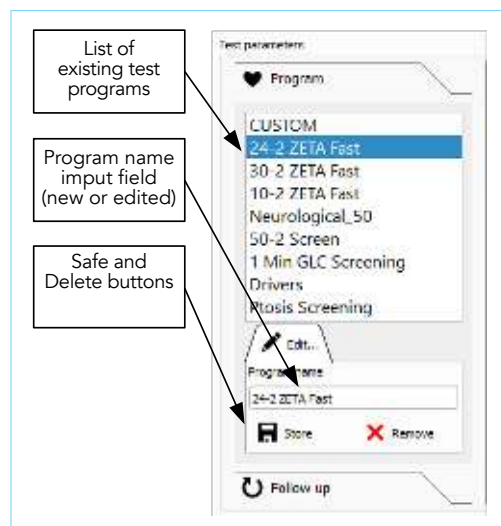 List of
existing test
programs
Program name
imput field
(new or edited)
Safe and
Delete buttons
Test parameters
Program
CUSTOM
24-2 ZETA Fast
30-2 ZETA Fast
10-2 ZETA Fast
Neurological_50
50-2 Screen
1 Min GLC Screening
Drivers
Ptosis Screening
Edit...
Program name
24-2 ZETA Fast
Store
Remove
Follow up